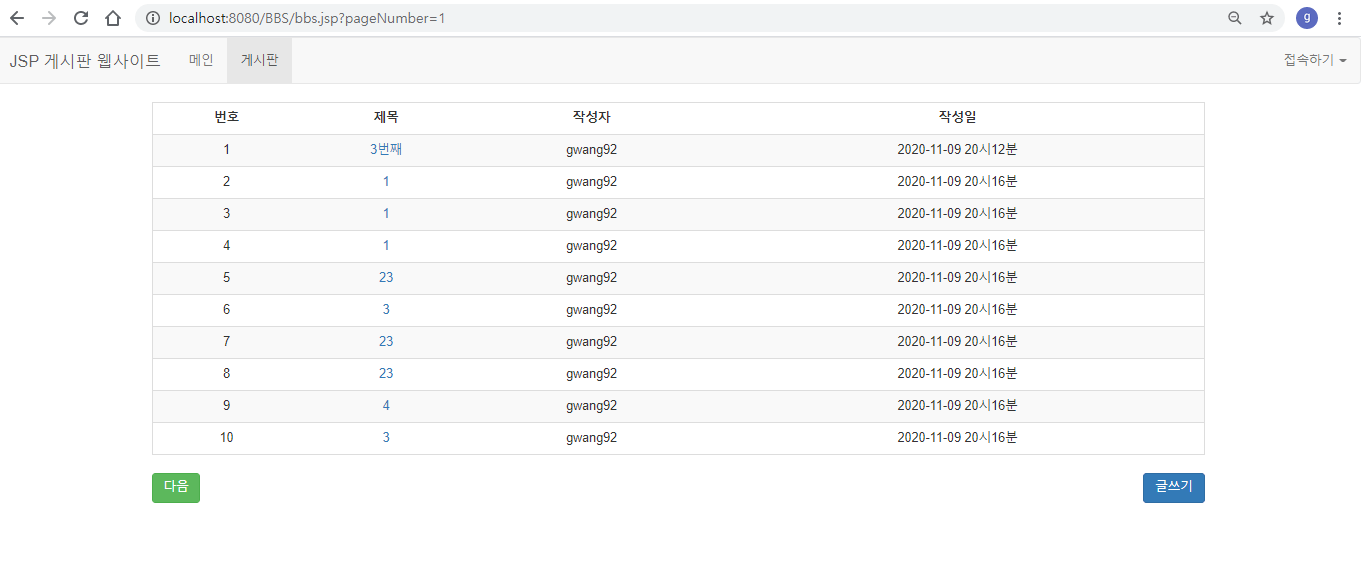 localhost:8080/BBS/bbs.jsp?pageNumber=1 g
JSP 게시판 웹사이트 메인 게시판 접속하기
번호 제목 작성자 작성일
1 3번째 gwang92 2020-11-09 20시12분
2 1 gwang92 2020-11-09 20시16분
3 1 gwang92 2020-11-09 20시16분
4 1 gwang92 2020-11-09 20시16분
5 23 gwang92 2020-11-09 20시16분
6 3 gwang92 2020-11-09 20시16분
7 23 gwang92 2020-11-09 20시16분
8 23 gwang92 2020-11-09 20시16분
9 4 gwang92 2020-11-09 20시16분
10 3 gwang92 2020-11-09 20시16분
다음 글쓰기